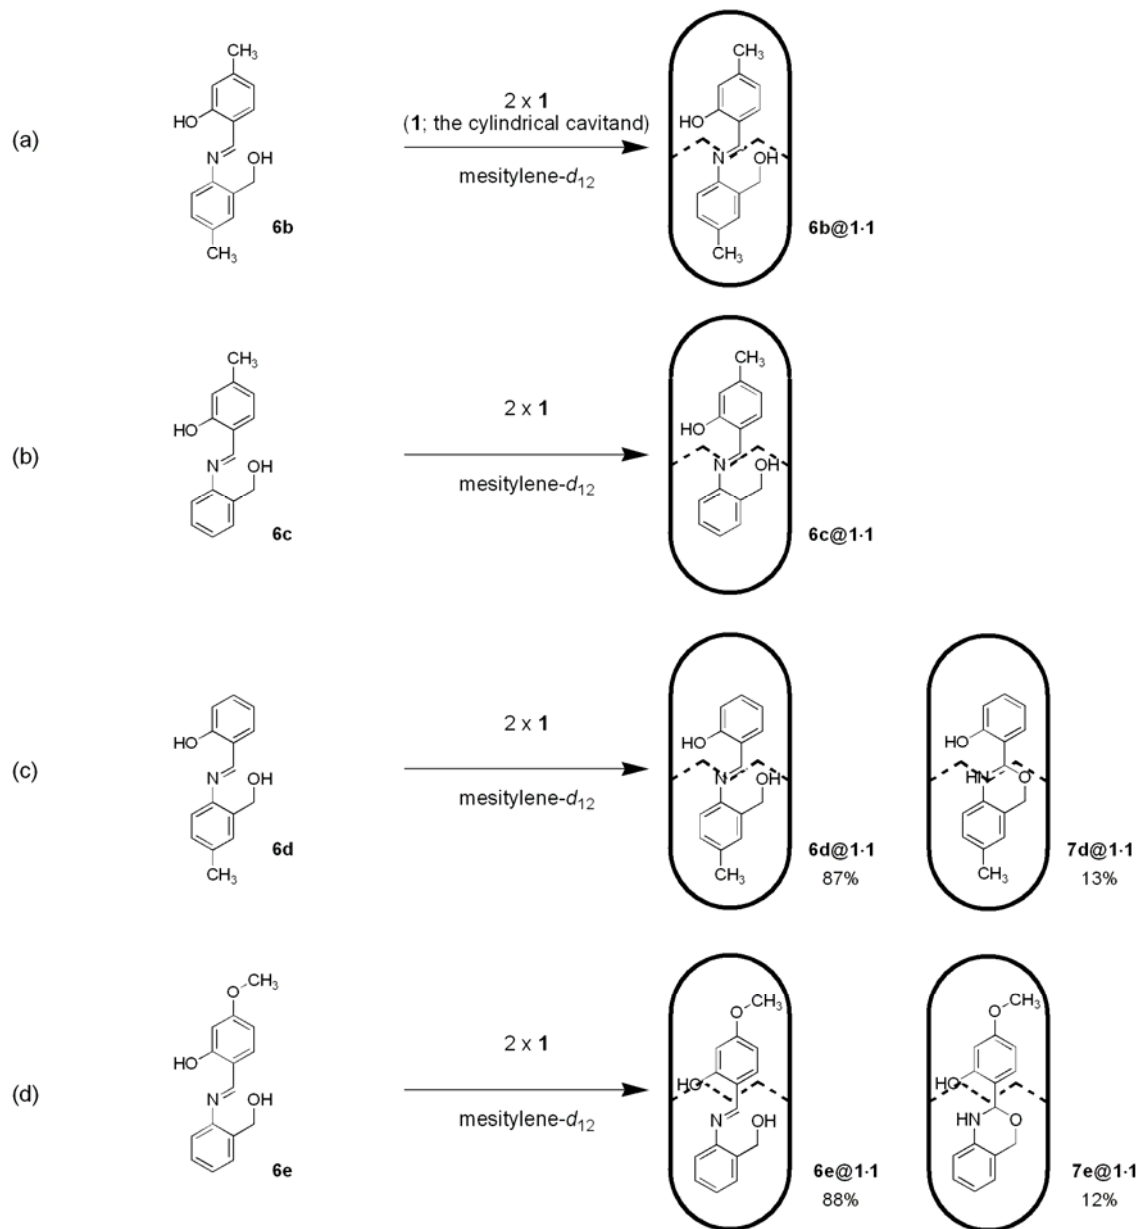 (a)
CH3
HO
N
OH
CH3
6b
2 x 1
(1; the cylindrical cavitand)
mesitylene-d12
CH3
HO
N
OH
CH3
6b@1·1
(b)
CH3
HO
N
OH
6c
2 x 1
mesitylene-d12
CH3
HO
N
OH
6c@1·1
(c)
HO
N
OH
CH3
6d
2 x 1
mesitylene-d12
HO
N
OH
CH3
6d@1·1
87%
HO
HN
O
CH3
7d@1·1
13%
(d)
O CH3
HO
N
OH
6e
2 x 1
mesitylene-d12
O CH3
HO
N
OH
6e@1·1
88%
O CH3
HO
HN
O
7e@1·1
12%